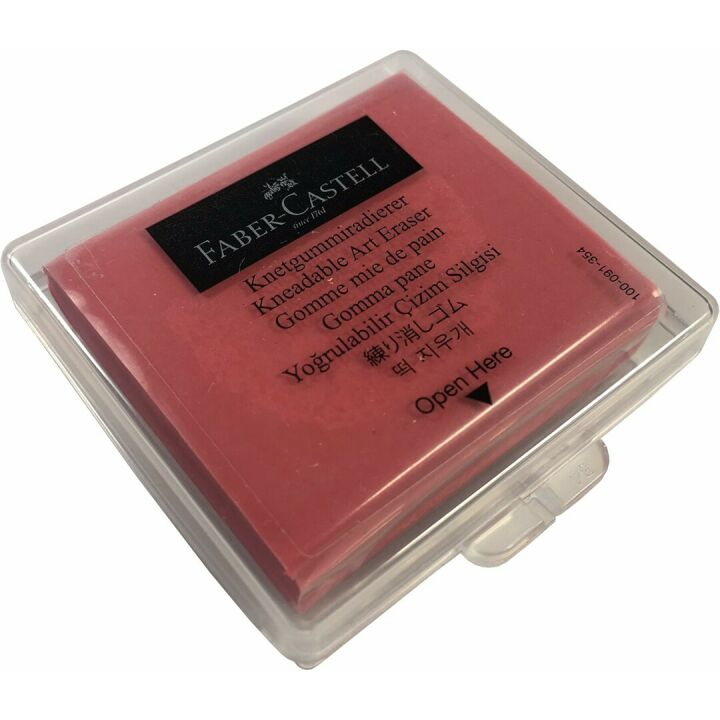 FABER-CASTELL
since 1761
Knetgummiradierer
Kneadable Art Eraser
Gomme mie de pain
Gomma pane
Yoğrulabilir Çizim Silgisi
練り消しゴム
떡 지우개
Open Here
100-091-354